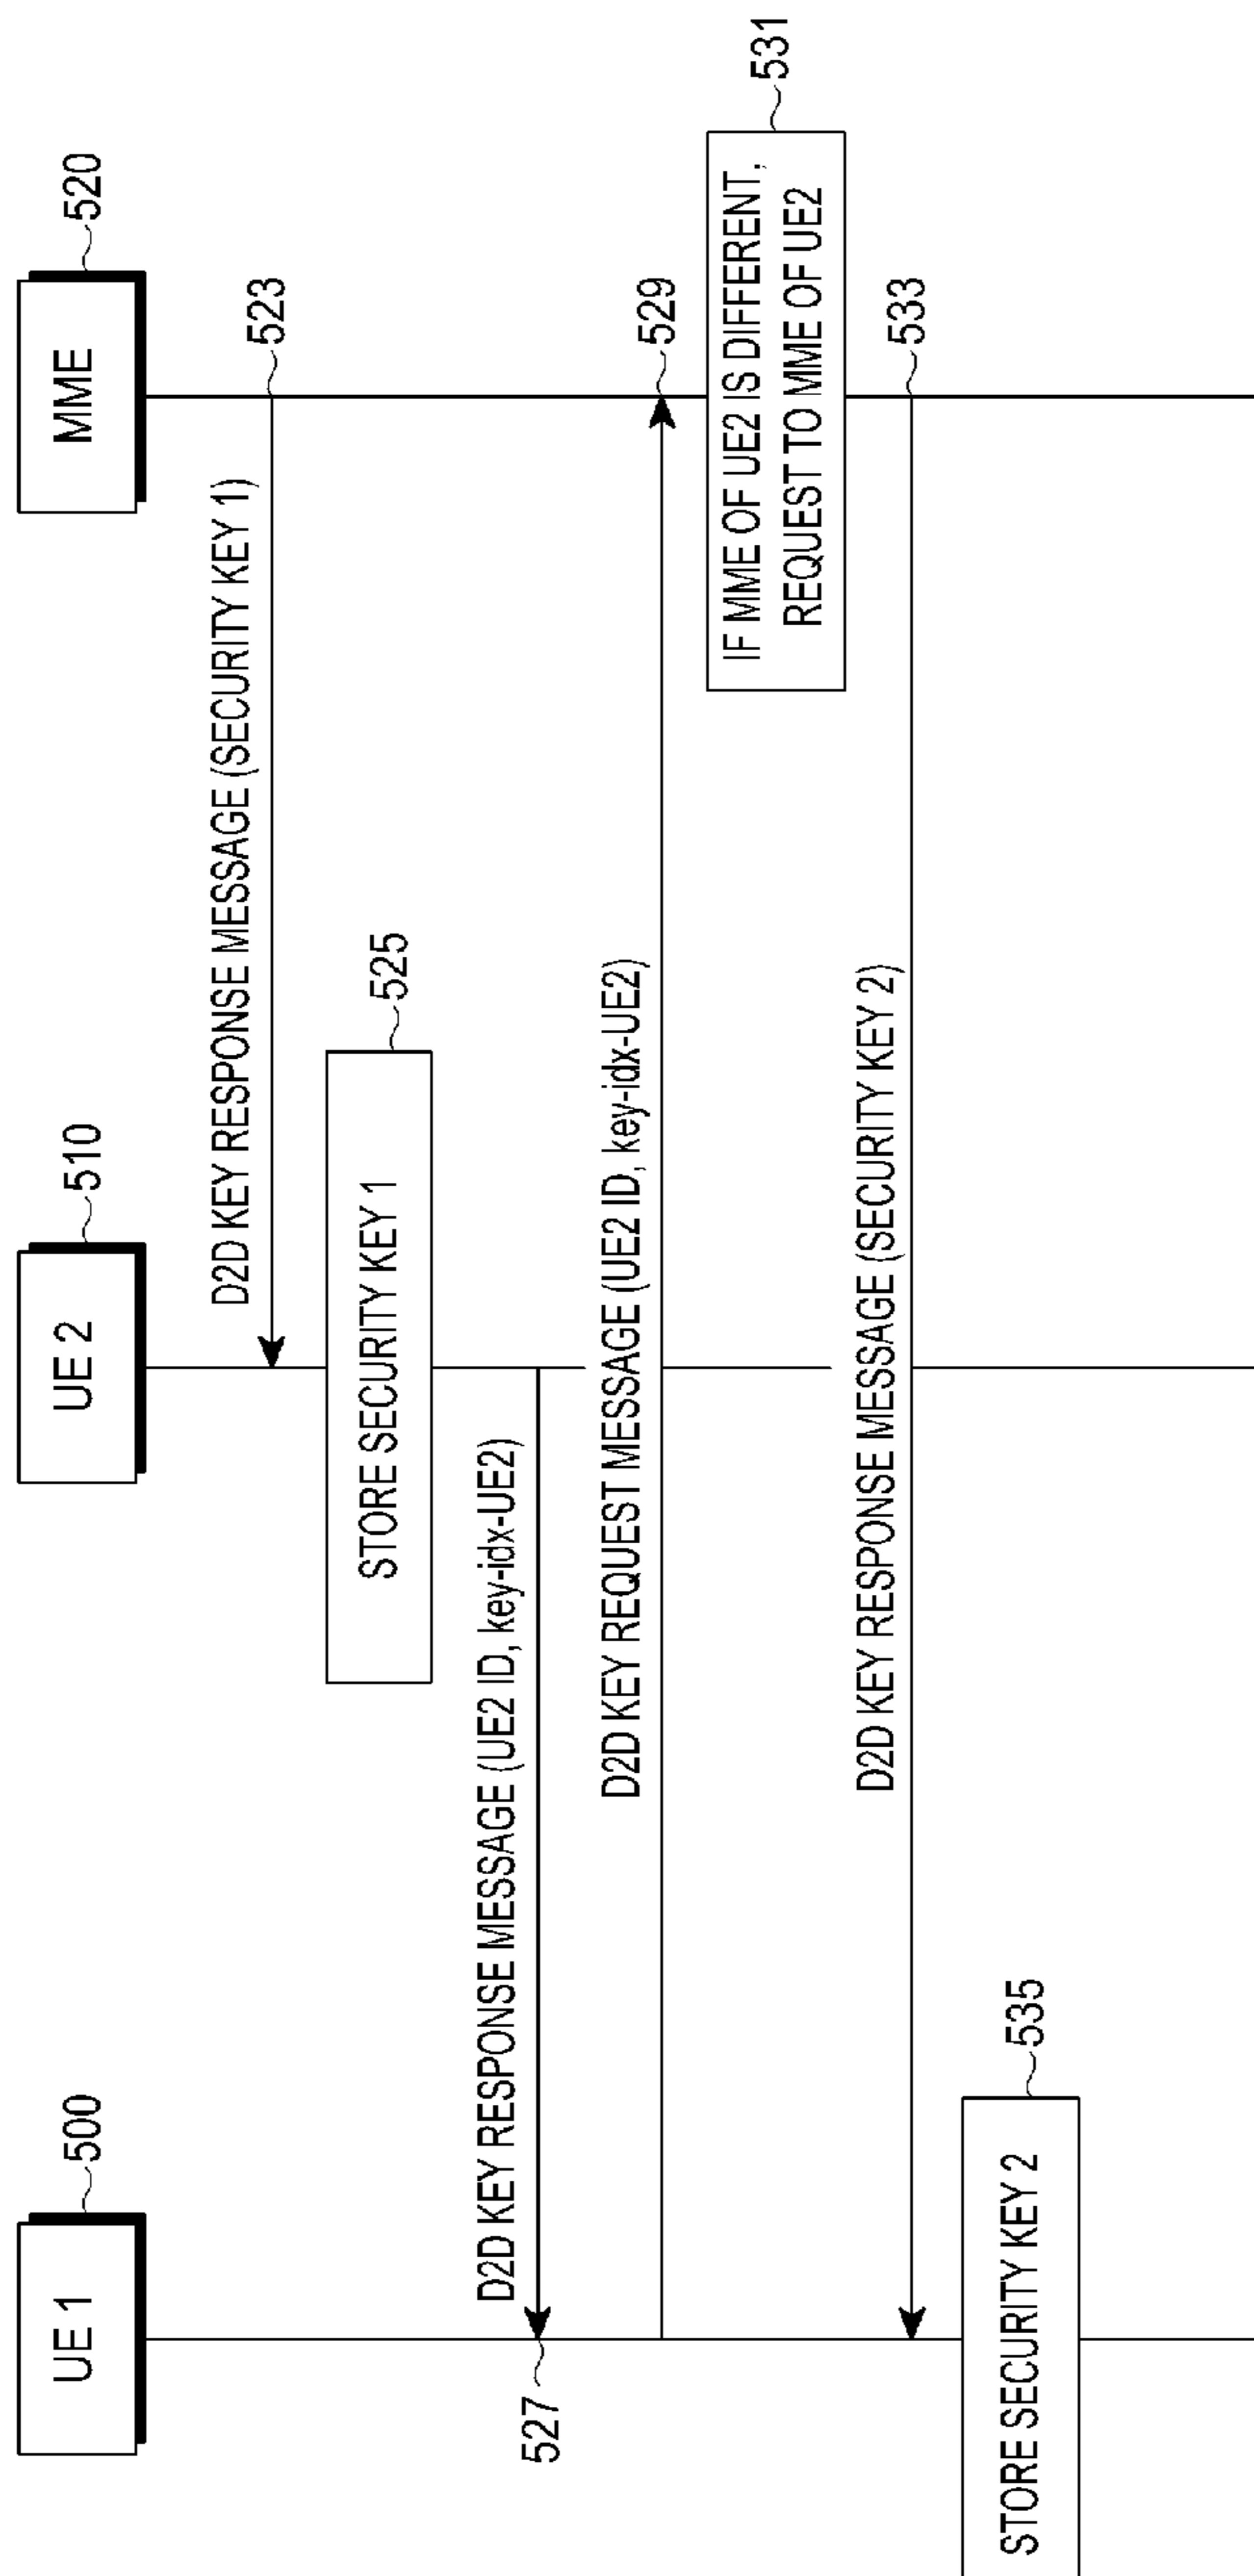 UE 1
500
UE 2
510
MME
520
523
D2D KEY RESPONSE MESSAGE (SECURITY KEY 1)
STORE SECURITY KEY 1
525
D2D KEY RESPONSE MESSAGE (UE2 ID, key-idx-UE2)
527
D2D KEY REQUEST MESSAGE (UE2 ID, key-idx-UE2)
529
IF MME OF UE2 IS DIFFERENT,
REQUEST TO MME OF UE2
531
D2D KEY RESPONSE MESSAGE (SECURITY KEY 2)
533
STORE SECURITY KEY 2
535